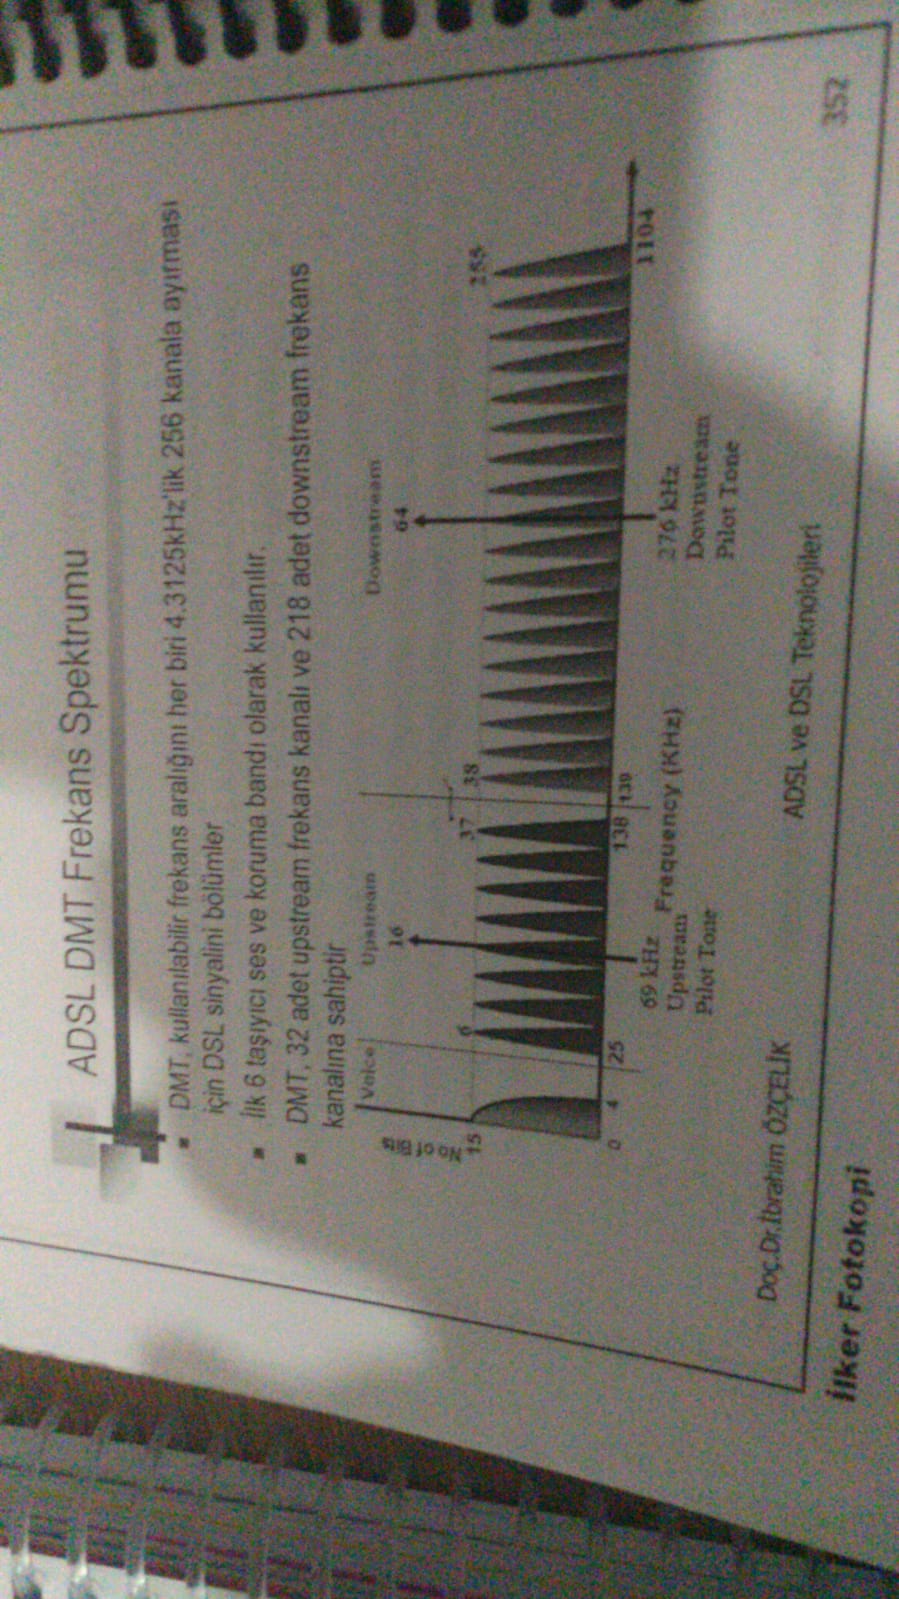 ADSL DMT Frekans Spektrumu
▪ DMT, kullanılabilir frekans aralığını her biri 4.3125kHz'lik 256 kanala ayırması
için DSL sinyalini bölümler
▪ İlk 6 taşıyıcı ses ve koruma bandı olarak kullanılır.
▪ DMT, 32 adet upstream frekans kanalı ve 218 adet downstream frekans
kanalına sahiptir
Voice Upstream Downstream
16 64
No of Bits
15 6 37 38 255
0 4 25 138 139 1104
69 kHz
Upstream
Pilot Tone
Frequency (KHz)
276 kHz
Downstream
Pilot Tone
Doç.Dr.İbrahim ÖZÇELİK
ADSL ve DSL Teknolojileri
352
İlker Fotokopi